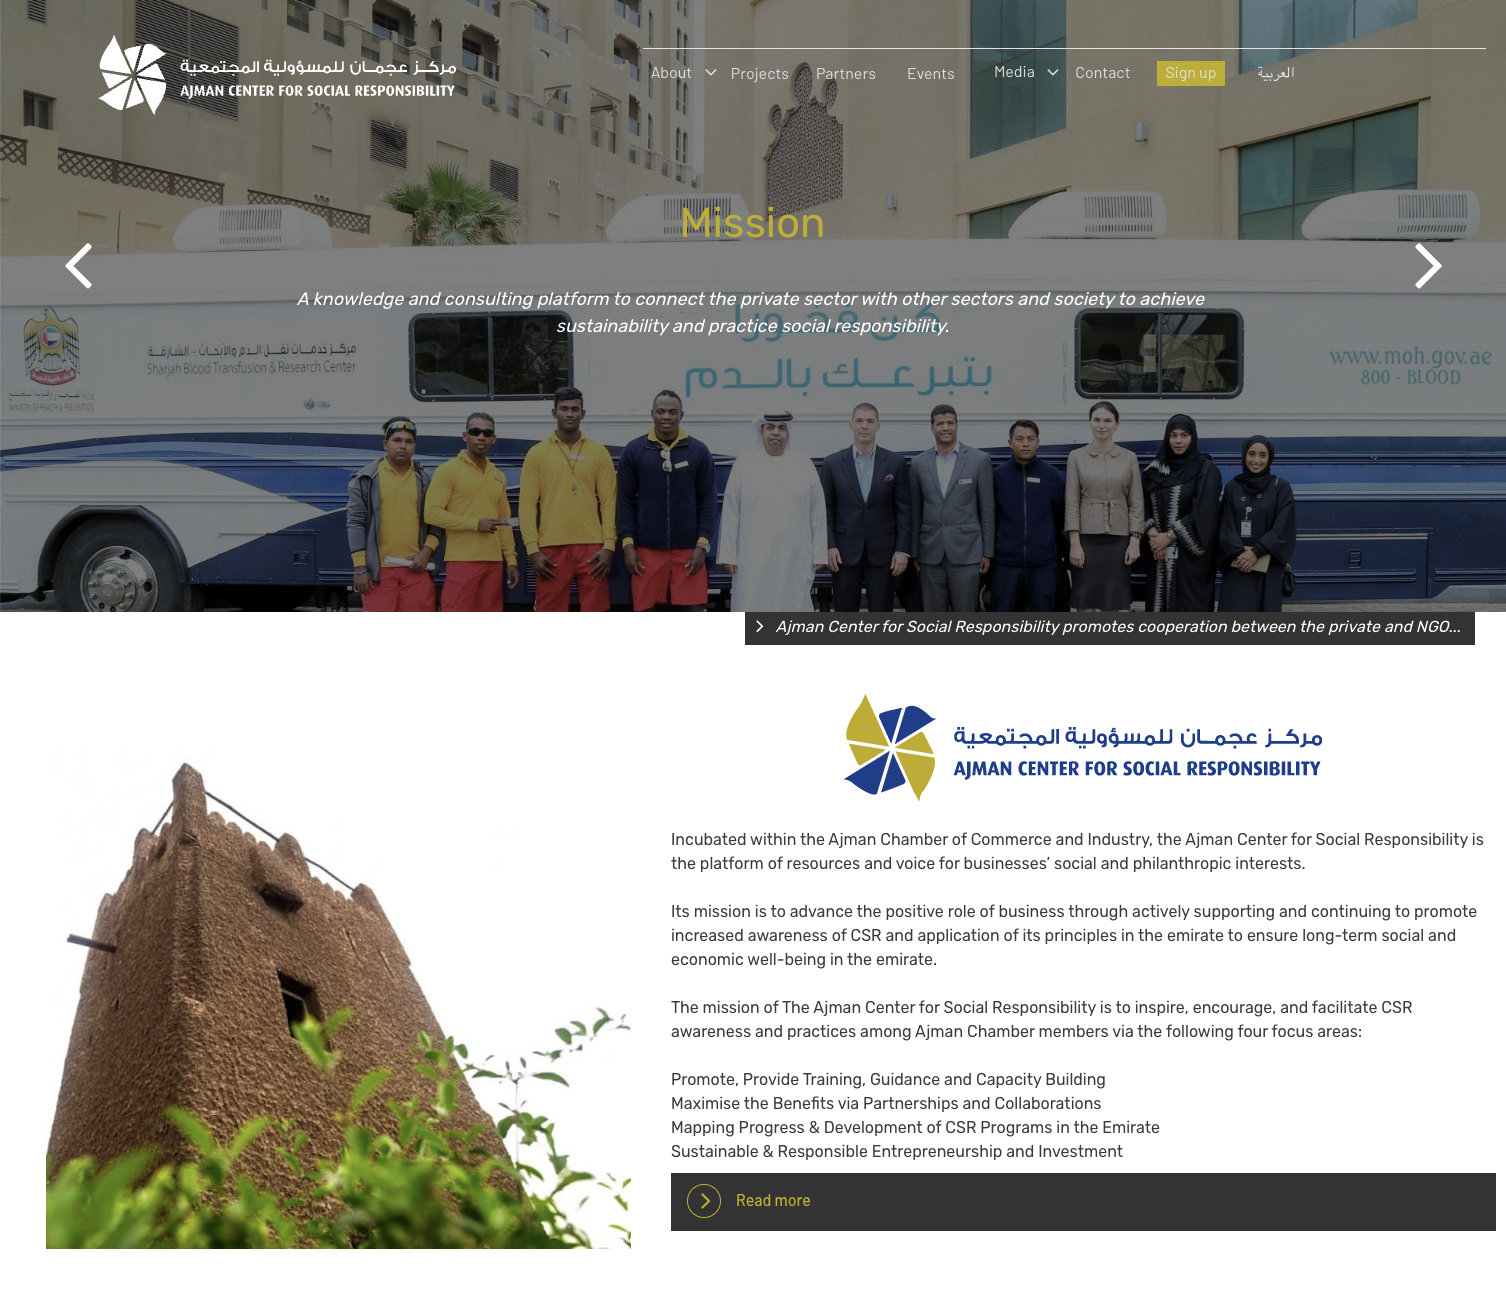 مركز عجمان للمسؤولية المجتمعية
AJMAN CENTER FOR SOCIAL RESPONSIBILITY
About
Projects
Partners
Events
Media
Contact
Sign up
العربية
Mission
A knowledge and consulting platform to connect the private sector with other sectors and society to achieve
sustainability and practice social responsibility.
كن فخورا
بتبرعك بالدم
مركز خدمات نقل الدم والأبحاث - الشارقة
Sharjah Blood Transfusion & Research Center
MINISTRY OF HEALTH & PREVENTION
www.moh.gov.ae
800 - BLOOD
Ajman Center for Social Responsibility promotes cooperation between the private and NGO...
مركز عجمان للمسؤولية المجتمعية
AJMAN CENTER FOR SOCIAL RESPONSIBILITY
Incubated within the Ajman Chamber of Commerce and Industry, the Ajman Center for Social Responsibility is
the platform of resources and voice for businesses’ social and philanthropic interests.
Its mission is to advance the positive role of business through actively supporting and continuing to promote
increased awareness of CSR and application of its principles in the emirate to ensure long-term social and
economic well-being in the emirate.
The mission of The Ajman Center for Social Responsibility is to inspire, encourage, and facilitate CSR
awareness and practices among Ajman Chamber members via the following four focus areas:
Promote, Provide Training, Guidance and Capacity Building
Maximise the Benefits via Partnerships and Collaborations
Mapping Progress & Development of CSR Programs in the Emirate
Sustainable & Responsible Entrepreneurship and Investment
Read more